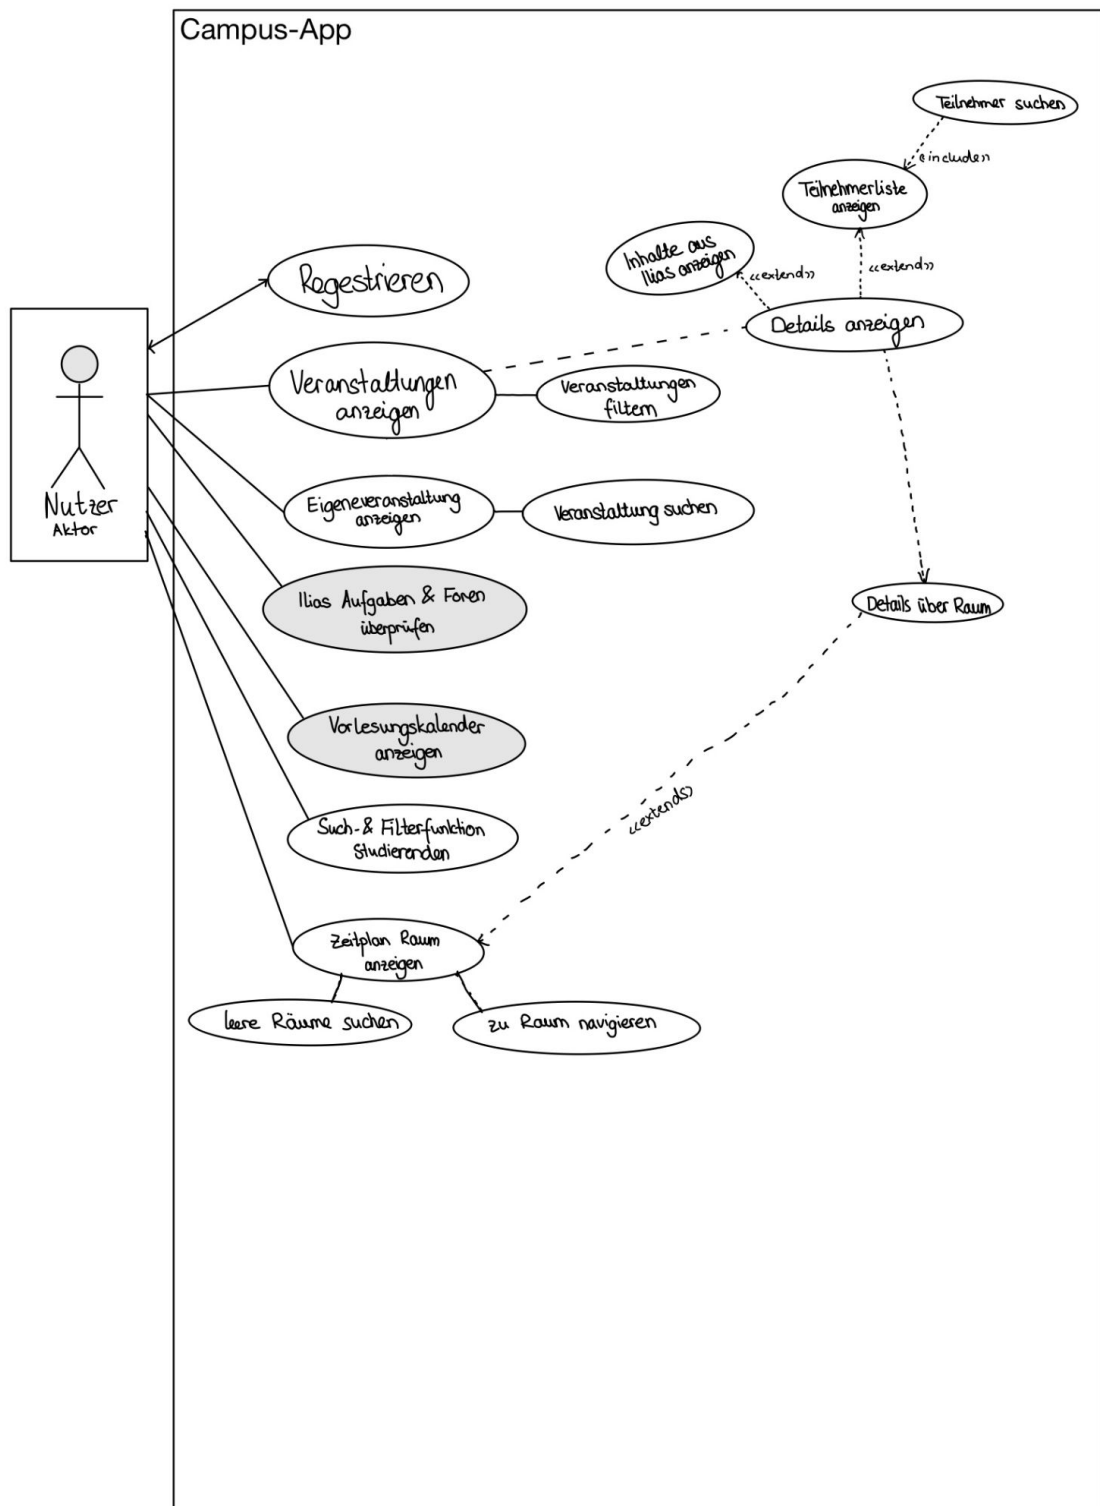 Campus-App
Teilnehmer suchen
«include»
Teilnehmerliste
anzeigen
Inhalte aus
Ilias anzeigen
«extend»
«extend»
Regestrieren
Details anzeigen
Veranstaltungen
anzeigen
Veranstaltungen
filtern
Nutzer
Aktor
Eigeneveranstaltung
anzeigen
Veranstaltung suchen
Ilias Aufgaben & Foren
überprüfen
Details über Raum
Vorlesungskalender
anzeigen
Such-& Filterfunktion
Studierenden
«extends»
Zeitplan Raum
anzeigen
leere Räume suchen
zu Raum navigieren